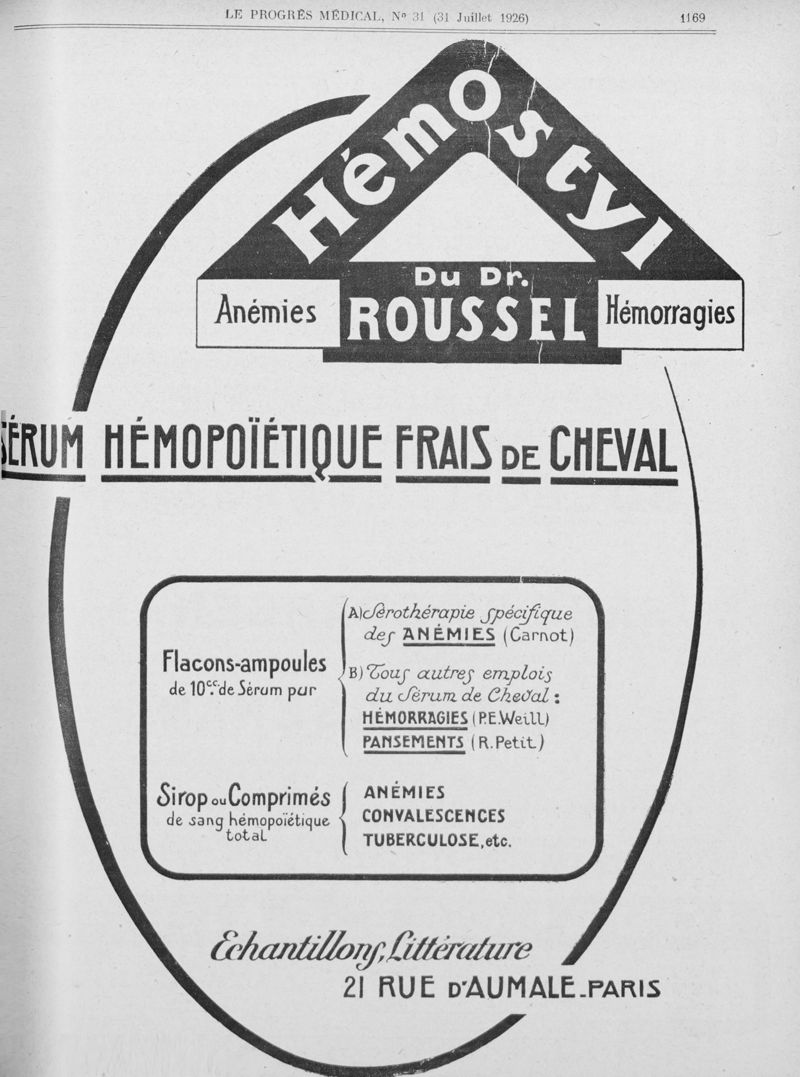 LE PROGRÈS MÉDICAL, No 31 (31 Juillet 1926) 1169
Hémostyl
Du Dr.
ROUSSEL
Anémies
Hémorragies
SÉRUM HÉMOPOÏÉTIQUE FRAIS DE CHEVAL
Flacons-ampoules
de 10cc. de Sérum pur
A) Sérothérapie spécifique
des ANÉMIES (Carnot)
B) Tous autres emplois
du Sérum de Cheval :
HÉMORRAGIES (P.E.Weill)
PANSEMENTS (R.Petit)
Sirop ou Comprimés
de sang hémopoïétique
total
ANÉMIES
CONVALESCENCES
TUBERCULOSE, etc.
Echantillons, Littérature
21 RUE D'AUMALE-PARIS